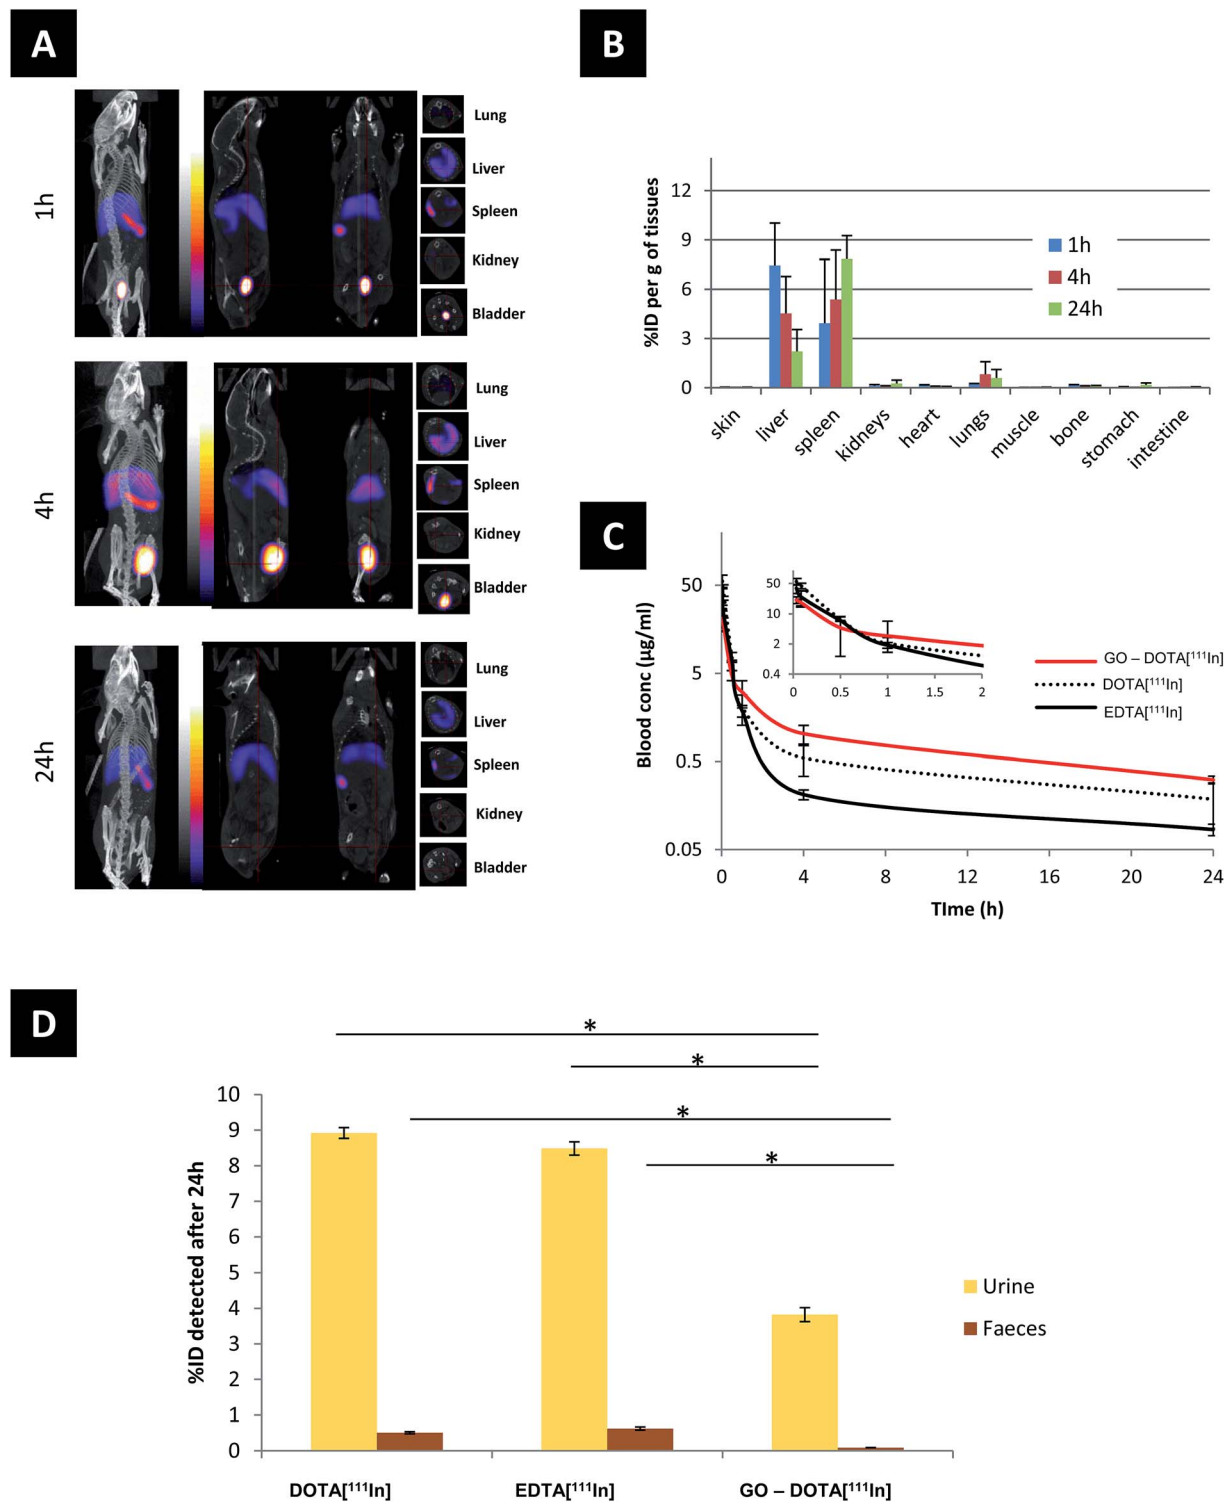 A
1h
Lung
Liver
Spleen
Kidney
Bladder
4h
Lung
Liver
Spleen
Kidney
Bladder
24h
Lung
Liver
Spleen
Kidney
Bladder
B
%ID per g of tissues
12
9
6
3
0
1h
4h
24h
skin
liver
spleen
kidneys
heart
lungs
muscle
bone
stomach
intestine
C
Blood conc (µg/ml)
50
5
0.5
0.05
0 4 8 12 16 20 24
TIme (h)
50
10
2
0.4
0 0.5 1 1.5 2
GO – DOTA[¹¹¹In]
DOTA[¹¹¹In]
EDTA[¹¹¹In]
D
%ID detected after 24h
10
9
8
7
6
5
4
3
2
1
0
*
*
*
*
Urine
Faeces
DOTA[¹¹¹In] EDTA[¹¹¹In] GO – DOTA[¹¹¹In]